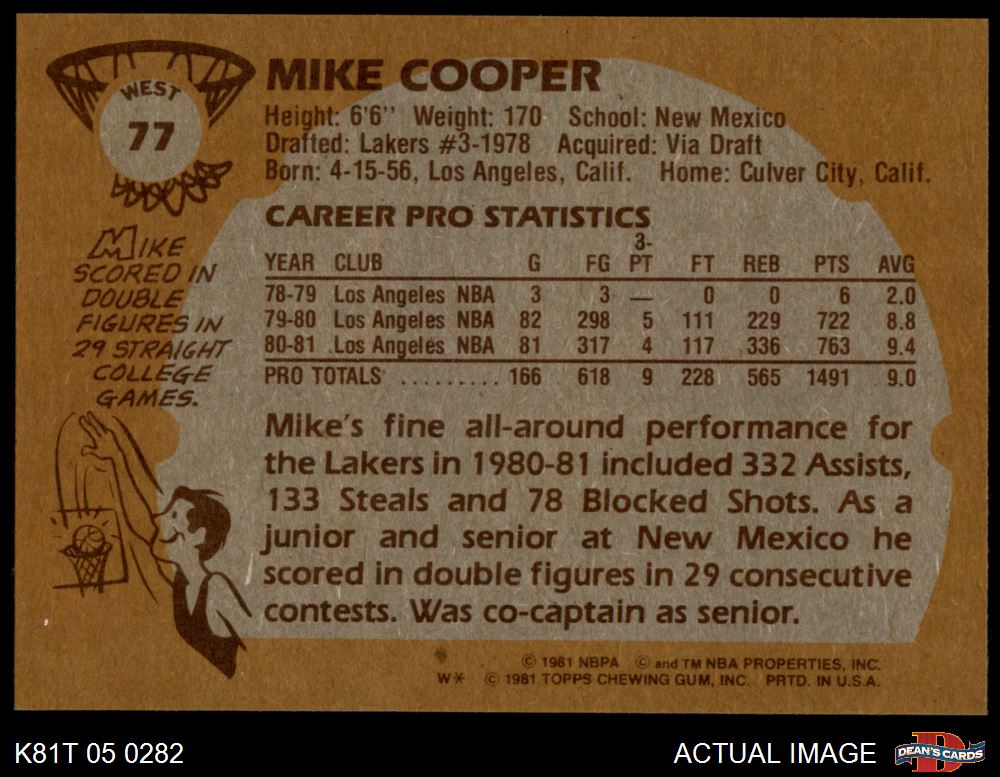 WEST
77
MIKE COOPER
Height: 6'6" Weight: 170 School: New Mexico
Drafted: Lakers #3-1978 Acquired: Via Draft
Born: 4-15-56, Los Angeles, Calif. Home: Culver City, Calif.
MIKE
SCORED IN
DOUBLE
FIGURES IN
29 STRAIGHT
COLLEGE
GAMES.
CAREER PRO STATISTICS
YEAR CLUB G FG 3-PT FT REB PTS AVG
78-79 Los Angeles NBA 3 3 — 0 0 6 2.0
79-80 Los Angeles NBA 82 298 5 111 229 722 8.8
80-81 Los Angeles NBA 81 317 4 117 336 763 9.4
PRO TOTALS ......... 166 618 9 228 565 1491 9.0
Mike's fine all-around performance for
the Lakers in 1980-81 included 332 Assists,
133 Steals and 78 Blocked Shots. As a
junior and senior at New Mexico he
scored in double figures in 29 consecutive
contests. Was co-captain as senior.
© 1981 NBPA © and TM NBA PROPERTIES, INC.
W* © 1981 TOPPS CHEWING GUM, INC. PRTD. IN U.S.A.
K81T 05 0282
ACTUAL IMAGE
D
DEAN'S CARDS